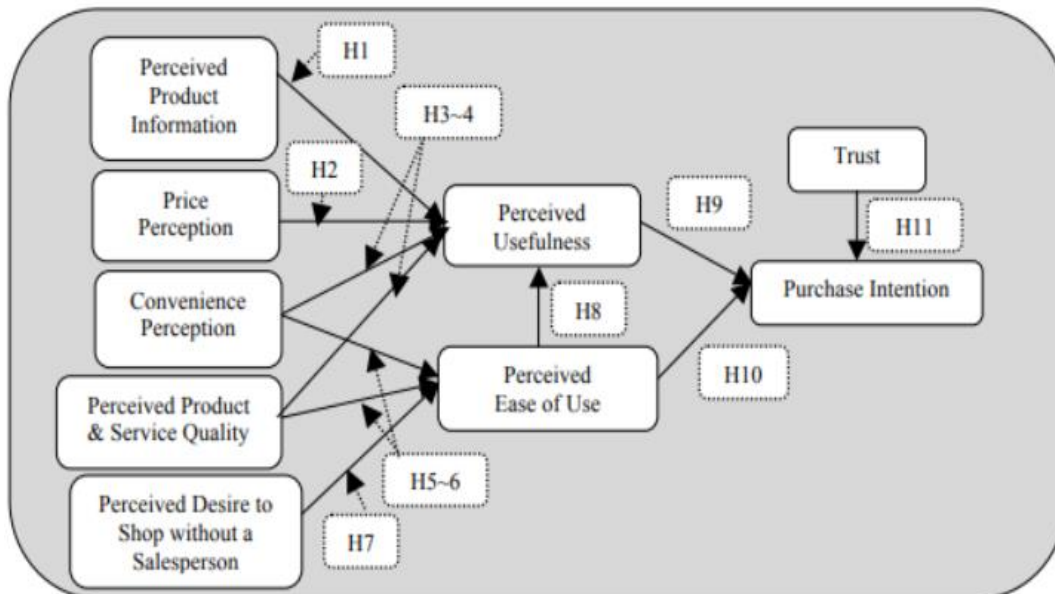 Perceived
Product
Information
H1
H3~4
H2
Price
Perception
Perceived
Usefulness
H9
Trust
H11
Convenience
Perception
H8
Purchase Intention
Perceived
Ease of Use
H10
Perceived Product
& Service Quality
H5~6
Perceived Desire to
Shop without a
Salesperson
H7